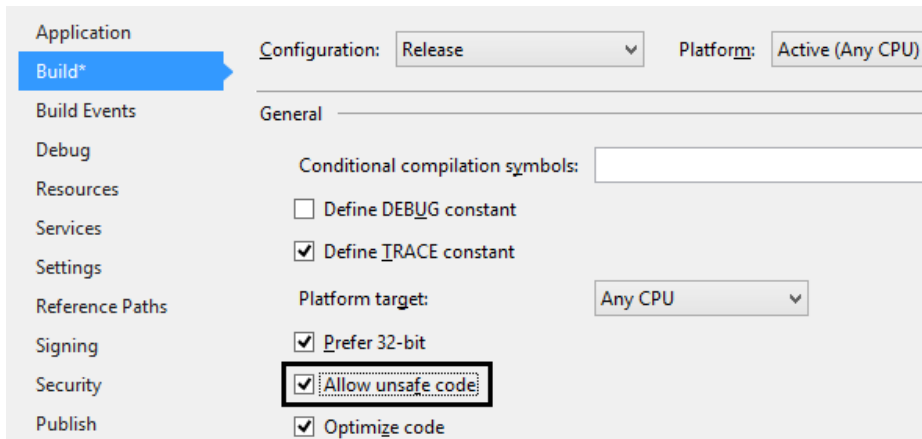 Application
Build*
Build Events
Debug
Resources
Services
Settings
Reference Paths
Signing
Security
Publish
Configuration: Release Platform: Active (Any CPU)
General
Conditional compilation symbols:
Define DEBUG constant
Define TRACE constant
Platform target: Any CPU
Prefer 32-bit
Allow unsafe code
Optimize code